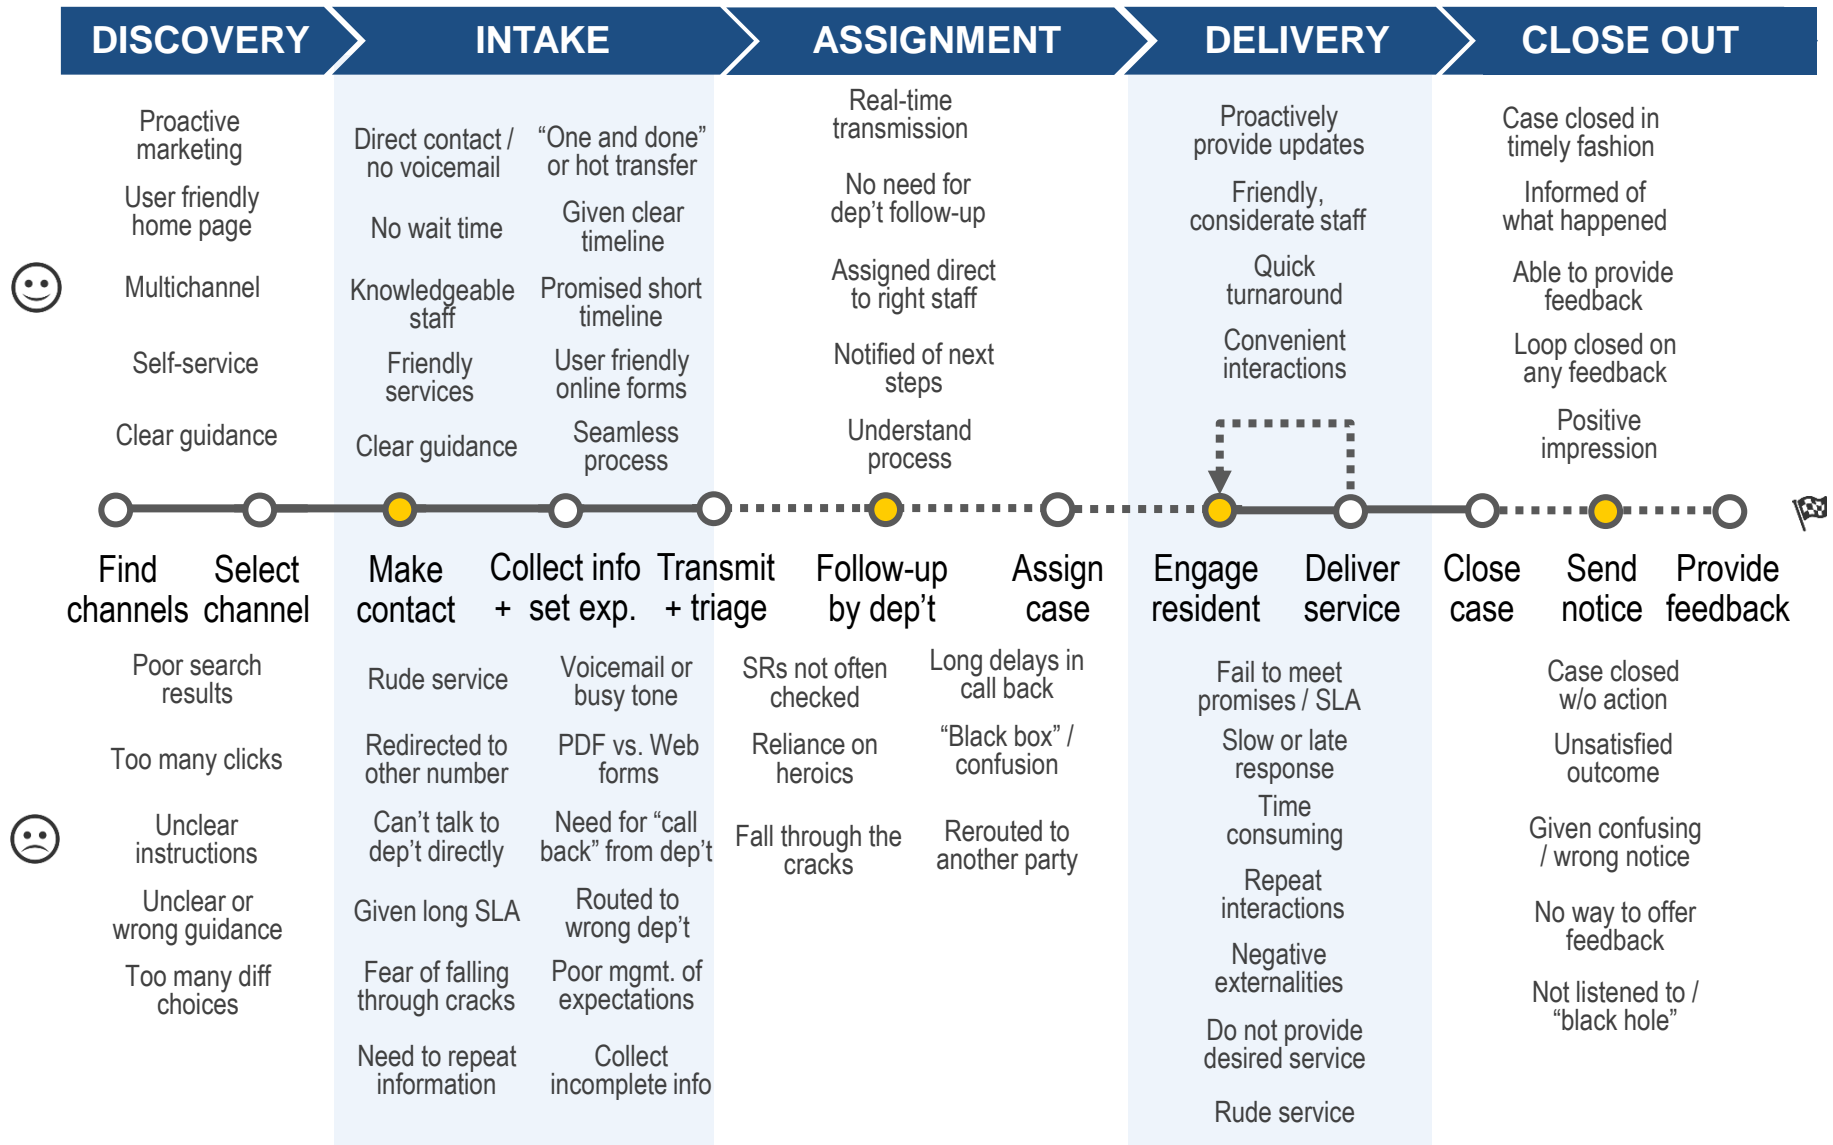 DISCOVERY
INTAKE
ASSIGNMENT
DELIVERY
CLOSE OUT
Proactive
marketing
User friendly
home page
Multichannel
Self-service
Clear guidance
Direct contact /
no voicemail
No wait time
Knowledgeable
staff
Friendly
services
Clear guidance
“One and done”
or hot transfer
Given clear
timeline
Promised short
timeline
User friendly
online forms
Seamless
process
Real-time
transmission
No need for
dep’t follow-up
Assigned direct
to right staff
Notified of next
steps
Understand
process
Proactively
provide updates
Friendly,
considerate staff
Quick
turnaround
Convenient
interactions
Case closed in
timely fashion
Informed of
what happened
Able to provide
feedback
Loop closed on
any feedback
Positive
impression
Find
channels
Select
channel
Make
contact
Collect info
+ set exp.
Transmit
+ triage
Follow-up
by dep’t
Assign
case
Engage
resident
Deliver
service
Close
case
Send
notice
Provide
feedback
Poor search
results
Too many clicks
Unclear
instructions
Unclear or
wrong guidance
Too many diff
choices
Rude service
Redirected to
other number
Can’t talk to
dep’t directly
Given long SLA
Fear of falling
through cracks
Need to repeat
information
Voicemail or
busy tone
PDF vs. Web
forms
Need for “call
back” from dep’t
Routed to
wrong dep’t
Poor mgmt. of
expectations
Collect
incomplete info
SRs not often
checked
Reliance on
heroics
Fall through the
cracks
Long delays in
call back
“Black box” /
confusion
Rerouted to
another party
Fail to meet
promises / SLA
Slow or late
response
Time
consuming
Repeat
interactions
Negative
externalities
Do not provide
desired service
Rude service
Case closed
w/o action
Unsatisfied
outcome
Given confusing
/ wrong notice
No way to offer
feedback
Not listened to /
“black hole”